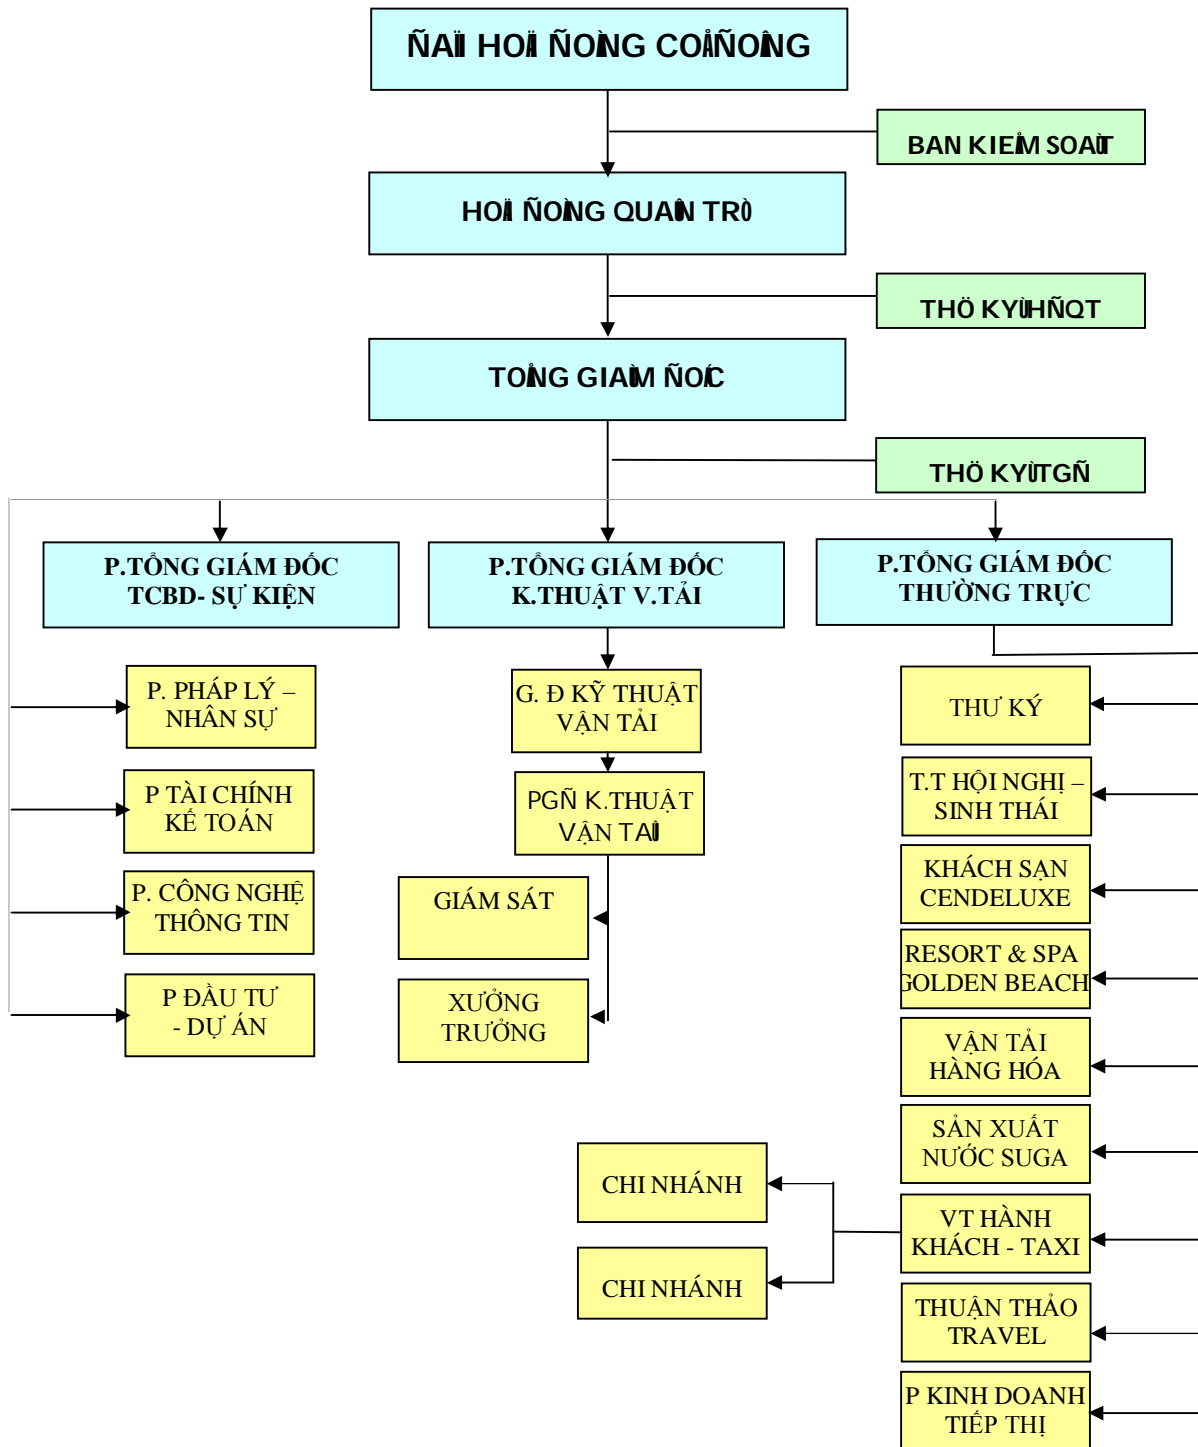 ÑAÏI HOÄI ÑOÀNG COÅ ÑOÂNG
BAN KIEÅM SOAÙT
HOÄI ÑOÀNG QUAÛN TRÒ
THÖ KYÙ HÑQT
TOÅNG GIAÙM ÑOÁC
THÖ KYÙ TGÑ
P.TỔNG GIÁM ĐỐC
TCBD- SỰ KIỆN
P.TỔNG GIÁM ĐỐC
K.THUẬT V.TẢI
P.TỔNG GIÁM ĐỐC
THƯỜNG TRỰC
P. PHÁP LÝ –
NHÂN SỰ
P TÀI CHÍNH
KẾ TOÁN
P. CÔNG NGHỆ
THÔNG TIN
P ĐẦU TƯ
- DỰ ÁN
G. Đ KỸ THUẬT
VẬN TẢI
PGÑ K.THUẬT
VẬN TAÛI
GIÁM SÁT
XƯỞNG
TRƯỞNG
THƯ KÝ
T.T HỘI NGHỊ –
SINH THÁI
KHÁCH SẠN
CENDELUXE
RESORT & SPA
GOLDEN BEACH
VẬN TẢI
HÀNG HÓA
SẢN XUẤT
NƯỚC SUGA
VT HÀNH
KHÁCH - TAXI
CHI NHÁNH
CHI NHÁNH
THUẬN THẢO
TRAVEL
P KINH DOANH
TIẾP THỊ